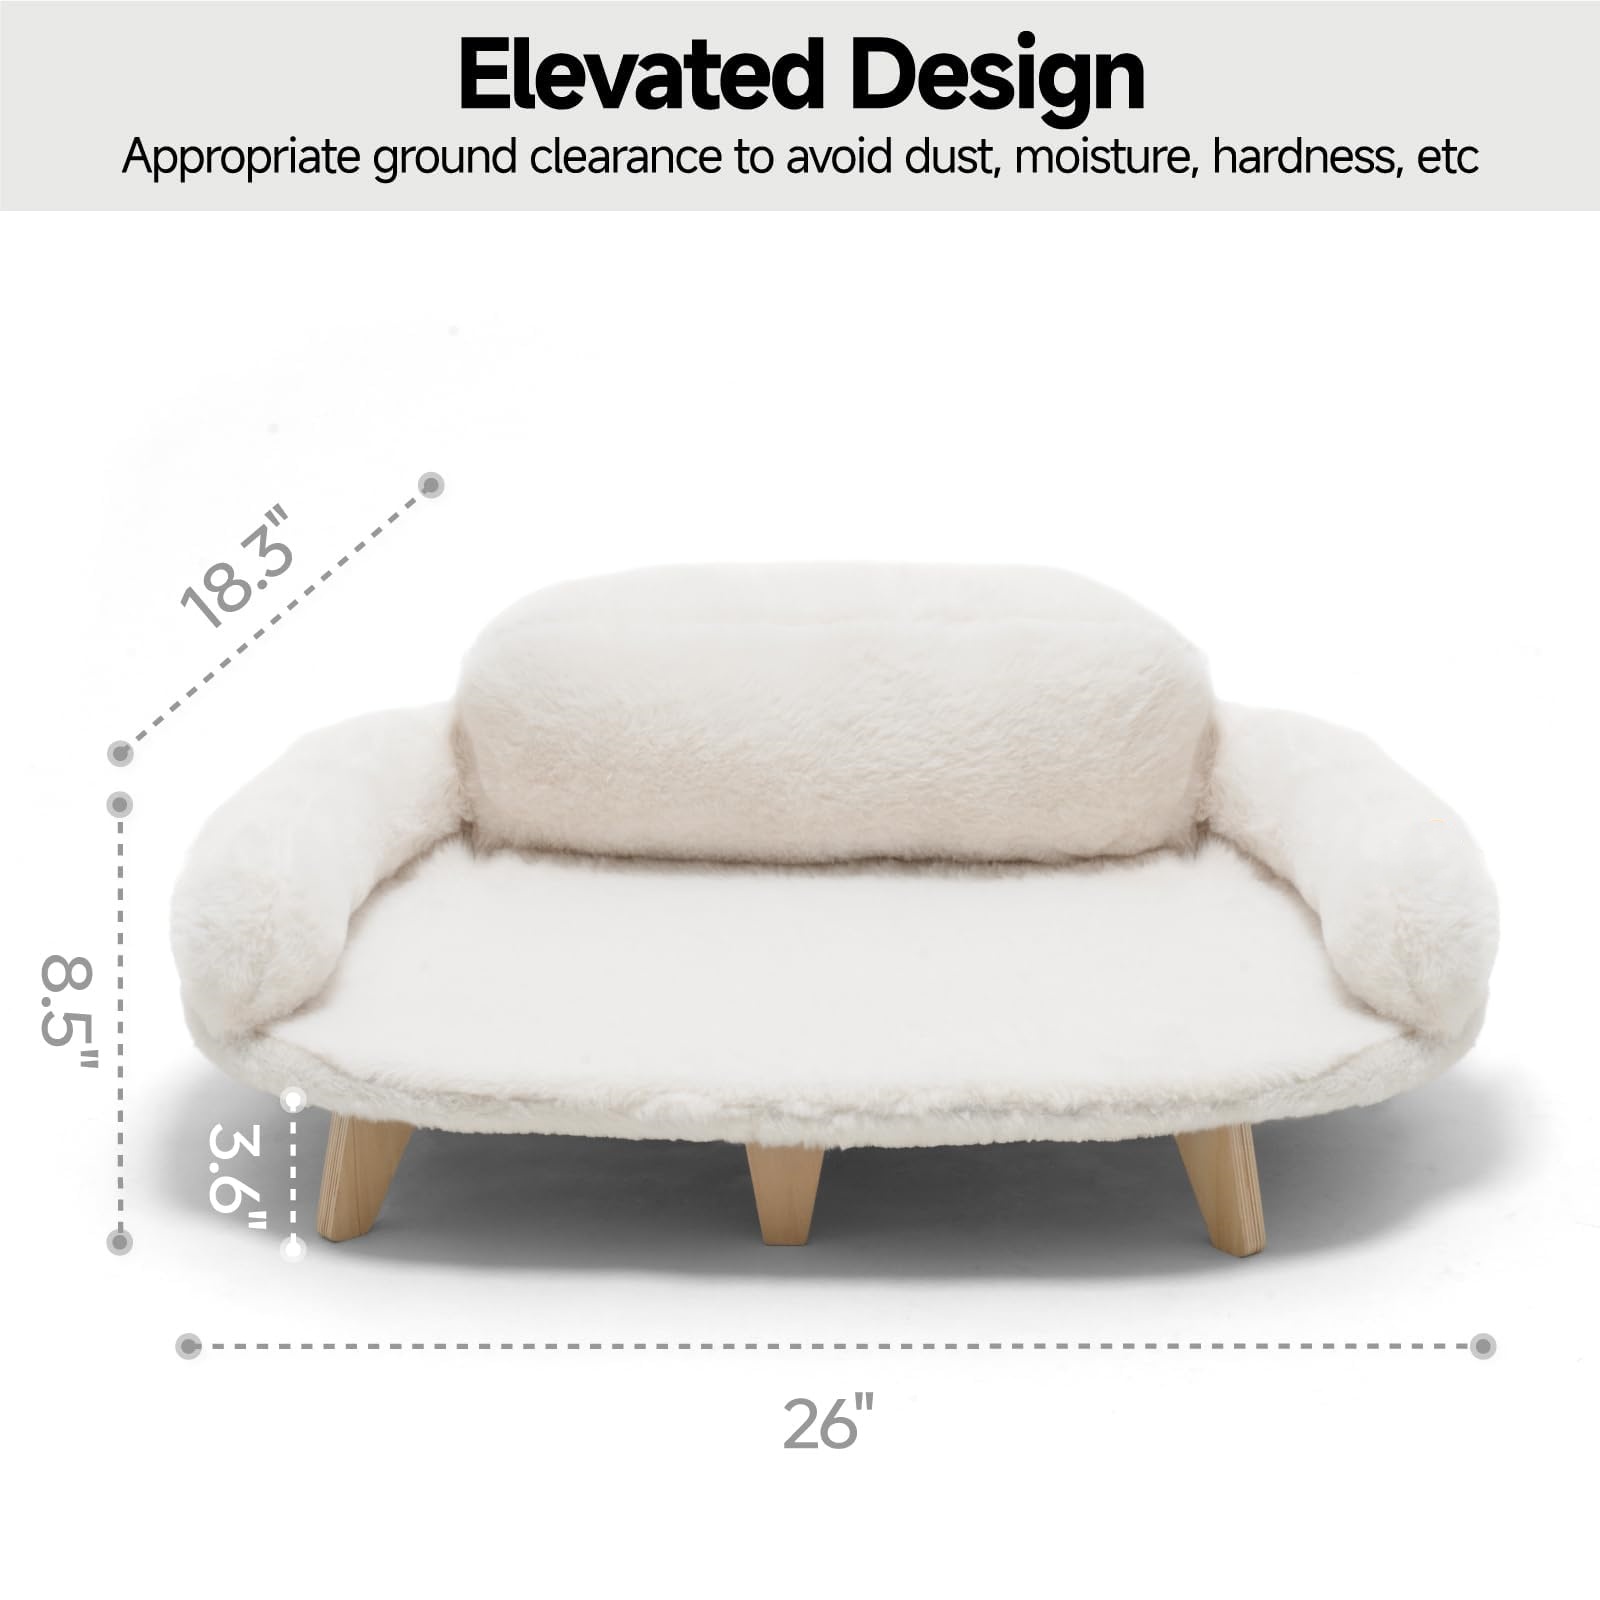 Elevated Design
Appropriate ground clearance to avoid dust, moisture, hardness, etc
18.3"
8.5"
3.6"
26"